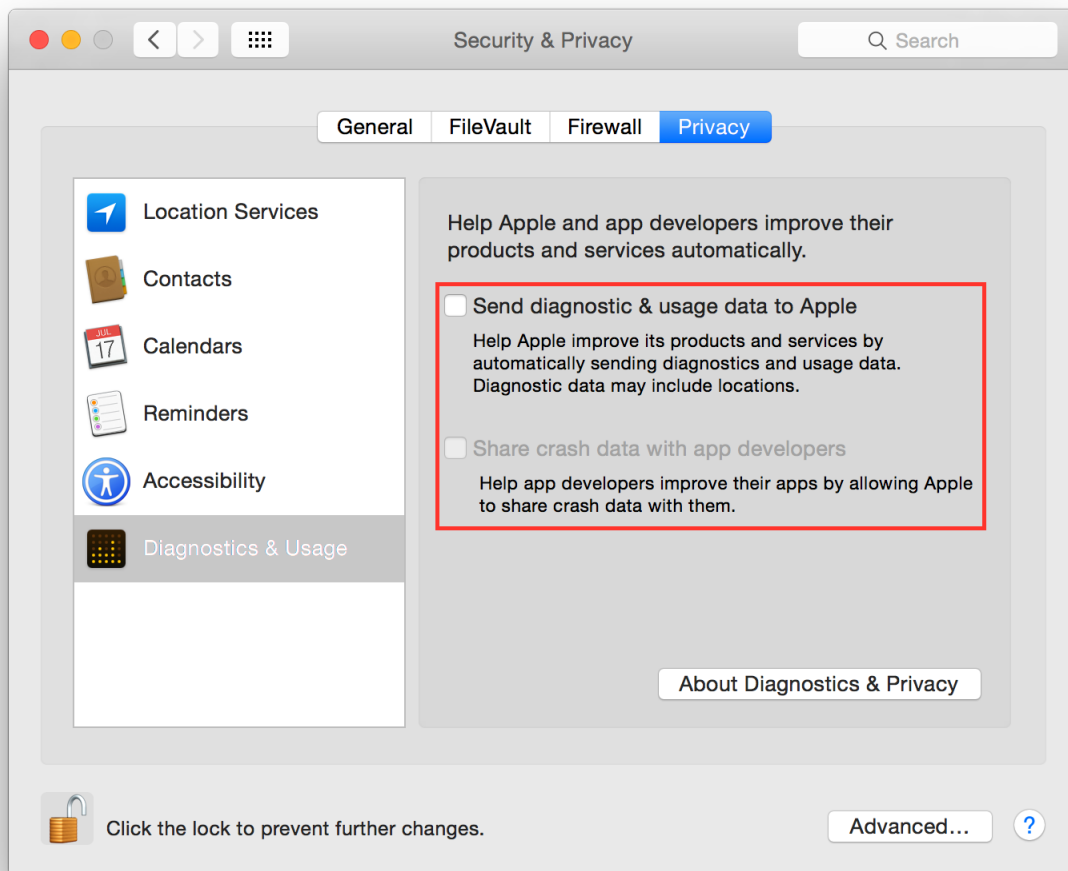 Security & Privacy
Search
General
FileVault
Firewall
Privacy
Location Services
Contacts
JUL
17
Calendars
Reminders
Accessibility
Diagnostics & Usage
Help Apple and app developers improve their
products and services automatically.
Send diagnostic & usage data to Apple
Help Apple improve its products and services by
automatically sending diagnostics and usage data.
Diagnostic data may include locations.
Share crash data with app developers
Help app developers improve their apps by allowing Apple
to share crash data with them.
About Diagnostics & Privacy
Click the lock to prevent further changes.
Advanced...
?